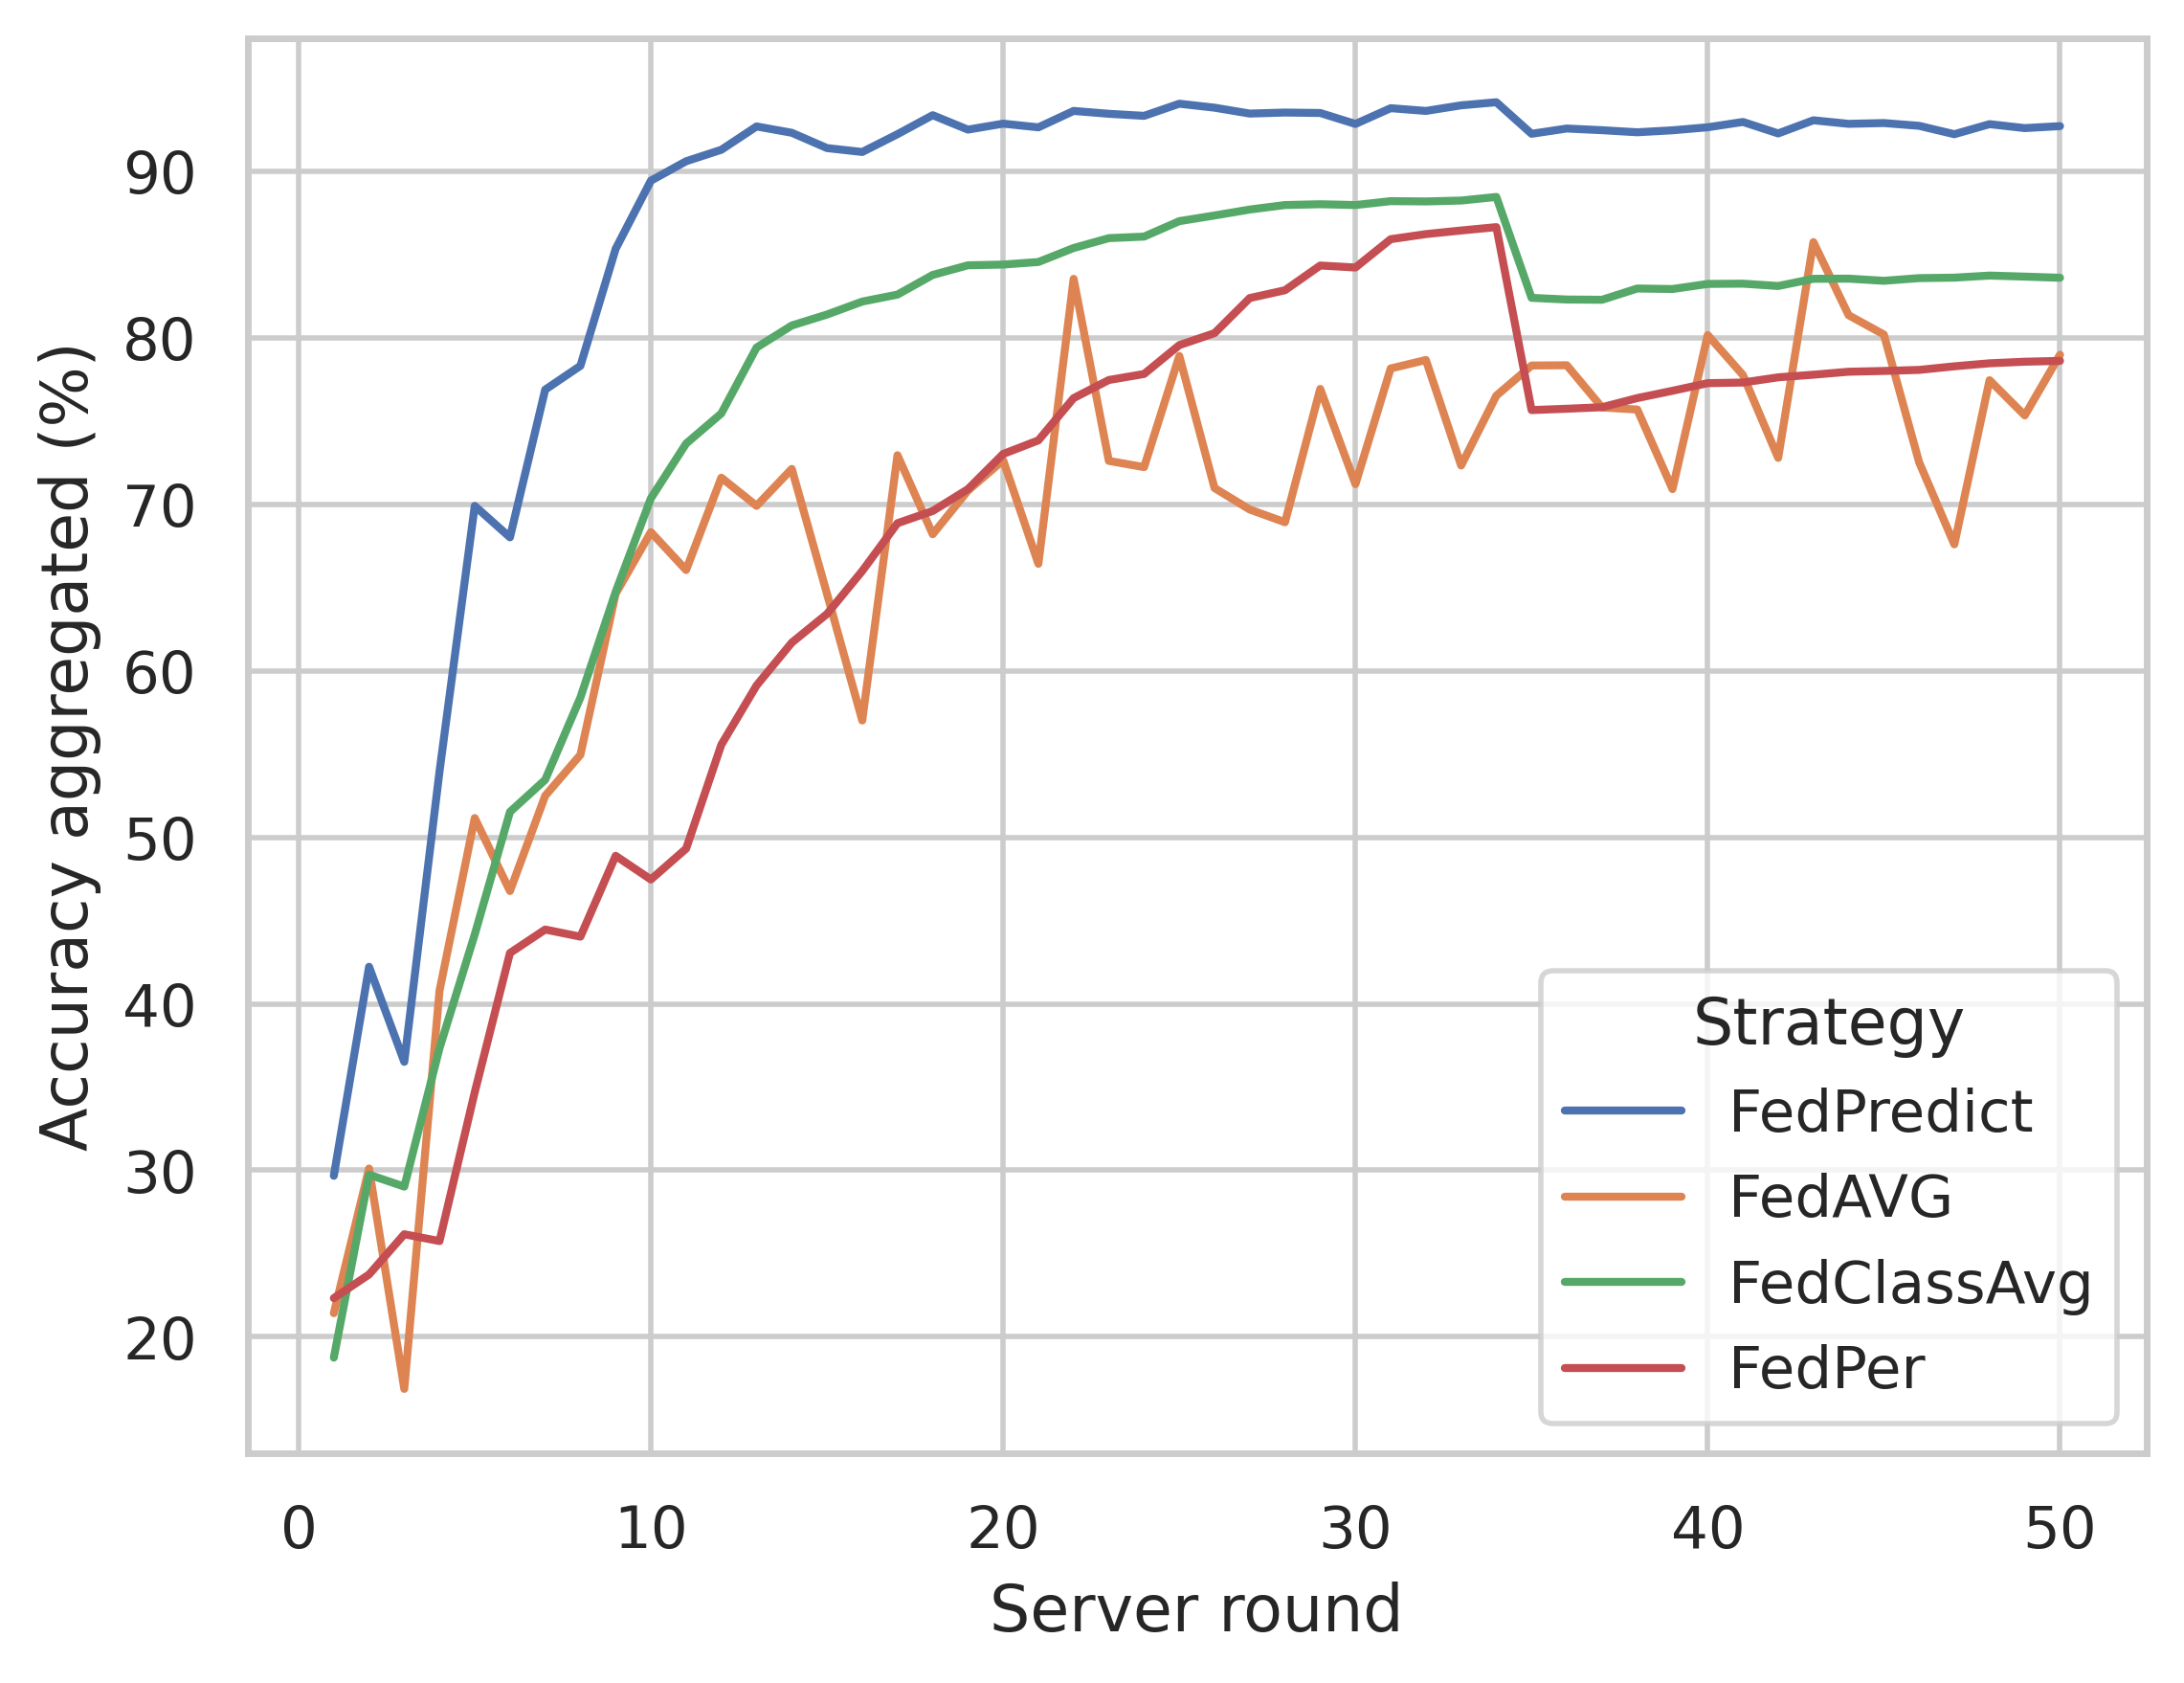 Accuracy aggregated (%)
90
80
70
60
50
40
30
20
Strategy
FedPredict
FedAVG
FedClassAvg
FedPer
0 10 20 30 40 50
Server round